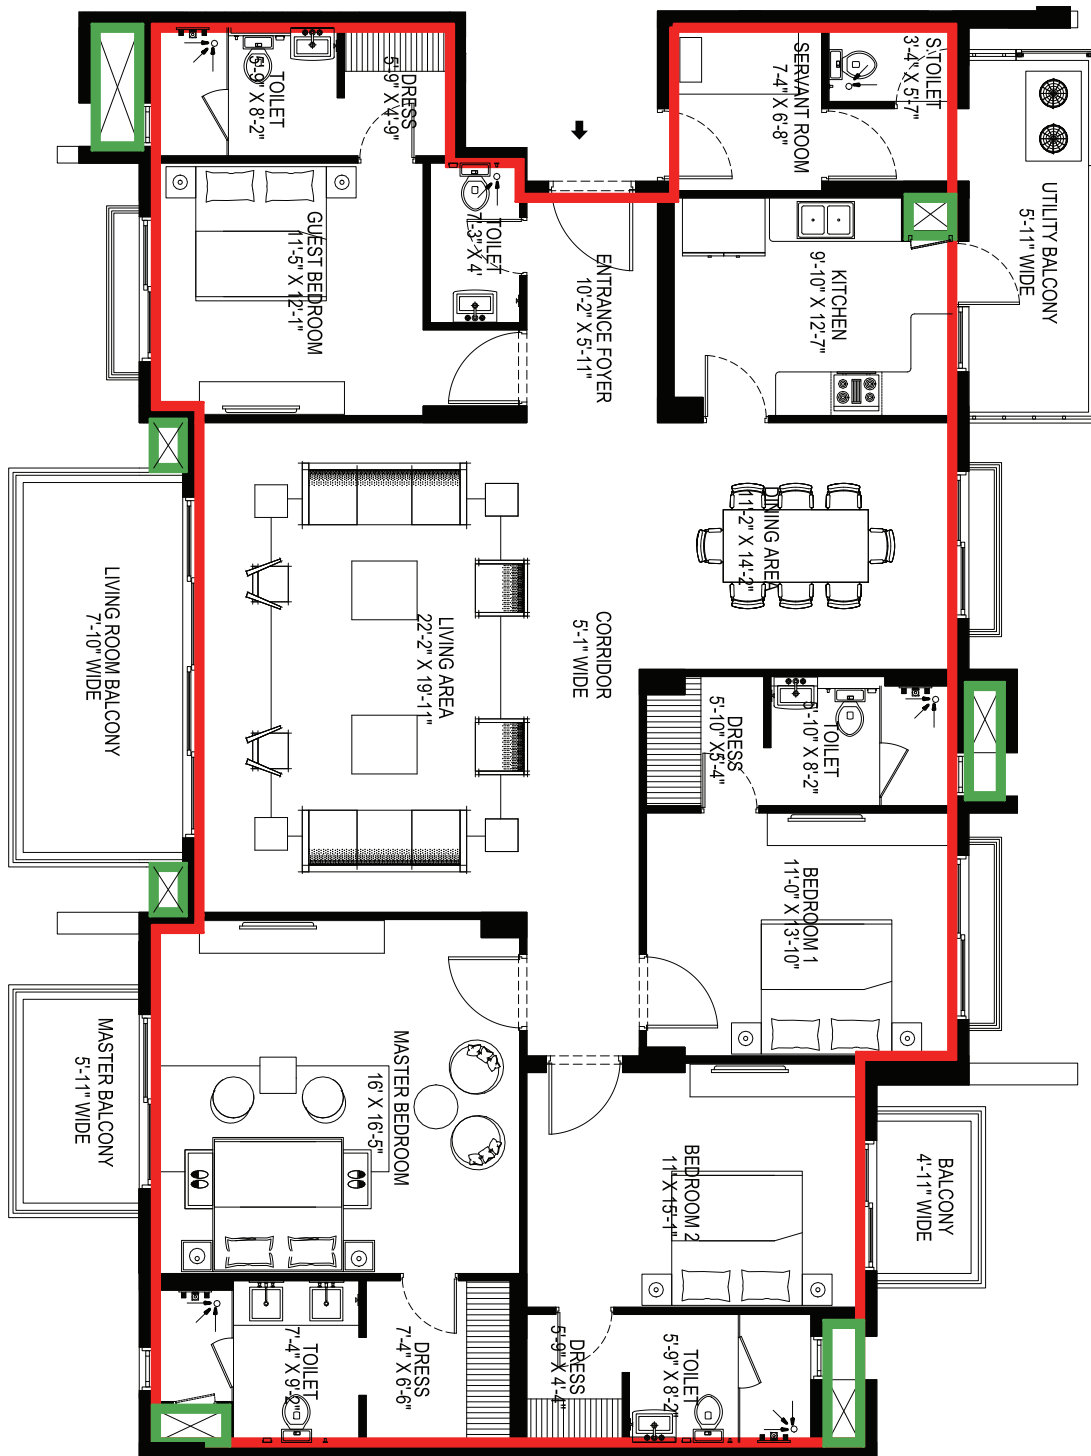 S.TOILET
3'-4" X 5'-7"
SERVANT ROOM
7'-4" X 6'-8"
DRESS
5'-9" X 4'-9"
TOILET
5'-9" X 8'-2"
UTILITY BALCONY
5'-11" WIDE
KITCHEN
9'-10" X 12'-7"
ENTRANCE FOYER
10'-2" X 5'-11"
TOILET
7'-3" X 4'
GUEST BEDROOM
11'-5" X 12'-1"
DINING AREA
11'-2" X 14'-2"
CORRIDOR
5'-1" WIDE
LIVING AREA
22'-2" X 19'-11"
LIVING ROOM BALCONY
7'-10" WIDE
TOILET
5'-10" X 8'-2"
DRESS
5'-10" X5'-4"
BEDROOM 1
11'-0" X 13'-10"
MASTER BEDROOM
16' X 16'-5"
MASTER BALCONY
5'-11" WIDE
BALCONY
4'-11" WIDE
BEDROOM 2
11' X 15'-1"
TOILET
5'-9" X 8'-2"
DRESS
5'-9" X 4'-4"
DRESS
7'-4" X 6'-6"
TOILET
7'-4" X 9'-2"